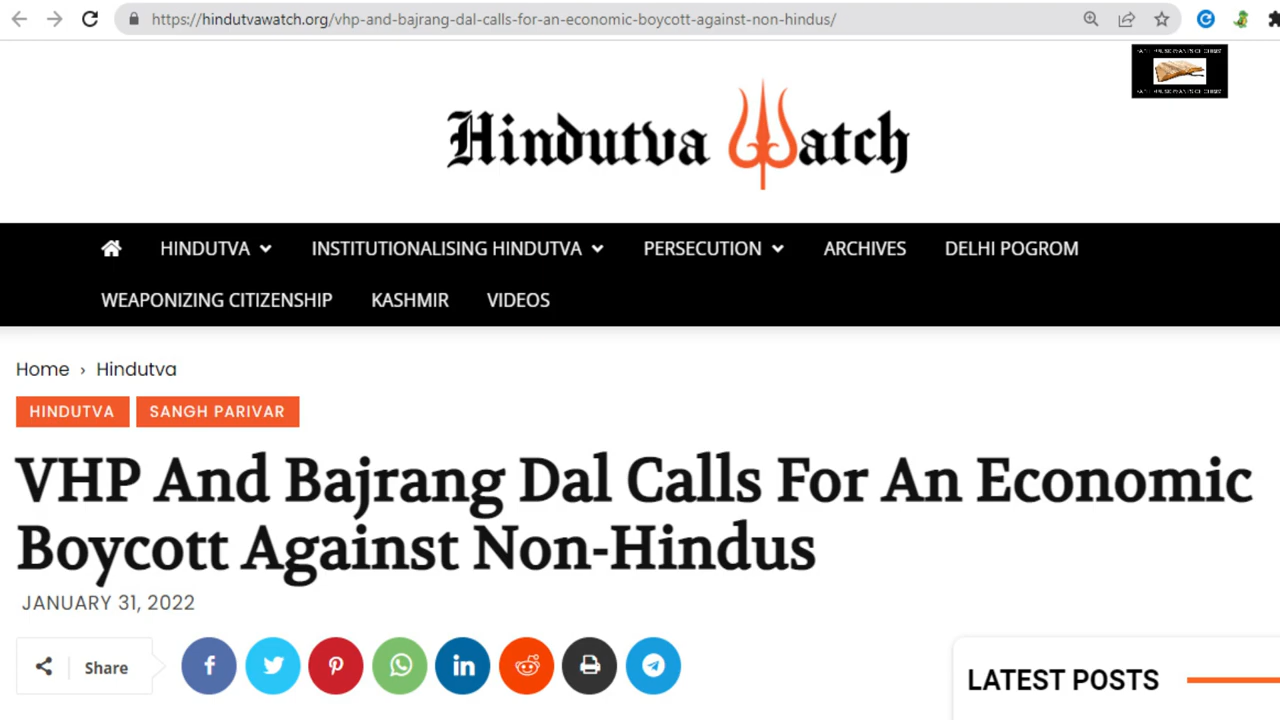 https://hindutvawatch.org/vhp-and-bajrang-dal-calls-for-an-economic-boycott-against-non-hindus/
Hindutva Watch
HINDUTVA INSTITUTIONALISING HINDUTVA PERSECUTION ARCHIVES DELHI POGROM
WEAPONIZING CITIZENSHIP KASHMIR VIDEOS
Home › Hindutva
HINDUTVA SANGH PARIVAR
VHP And Bajrang Dal Calls For An Economic
Boycott Against Non-Hindus
JANUARY 31, 2022
Share
LATEST POSTS